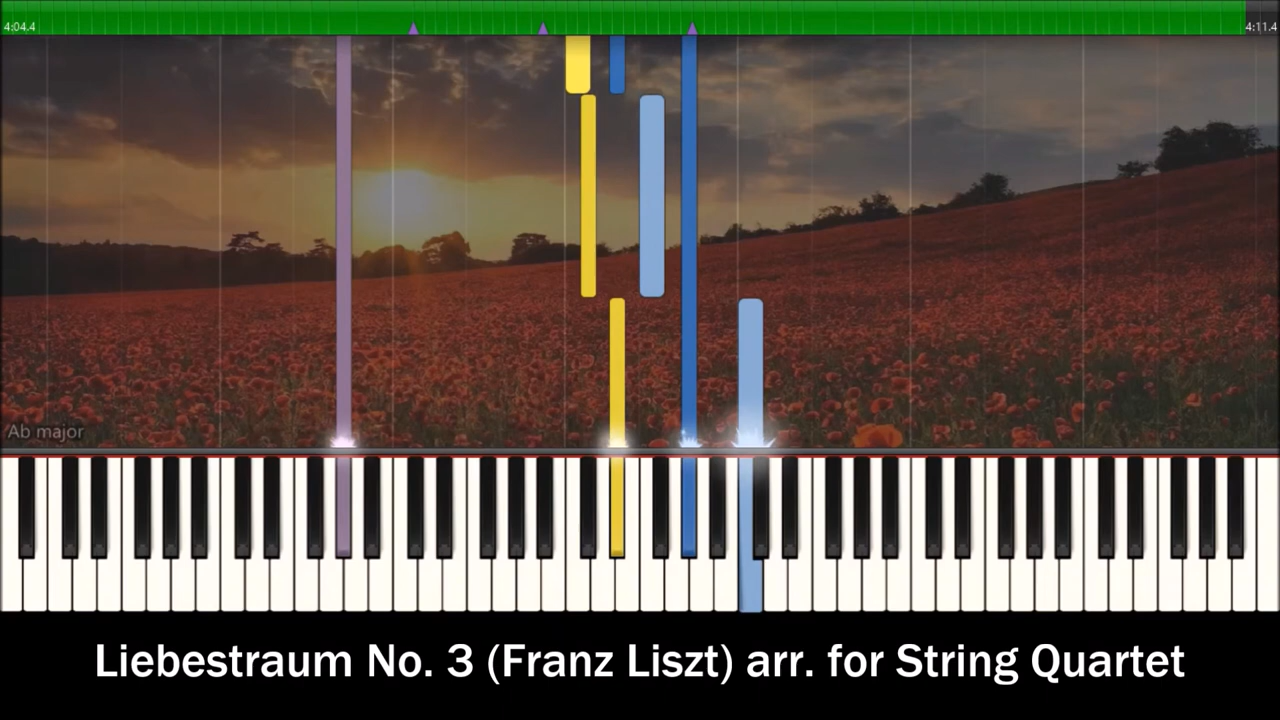 4:04.4
4:11.4
Ab major
Liebestraum No. 3 (Franz Liszt) arr. for String Quartet